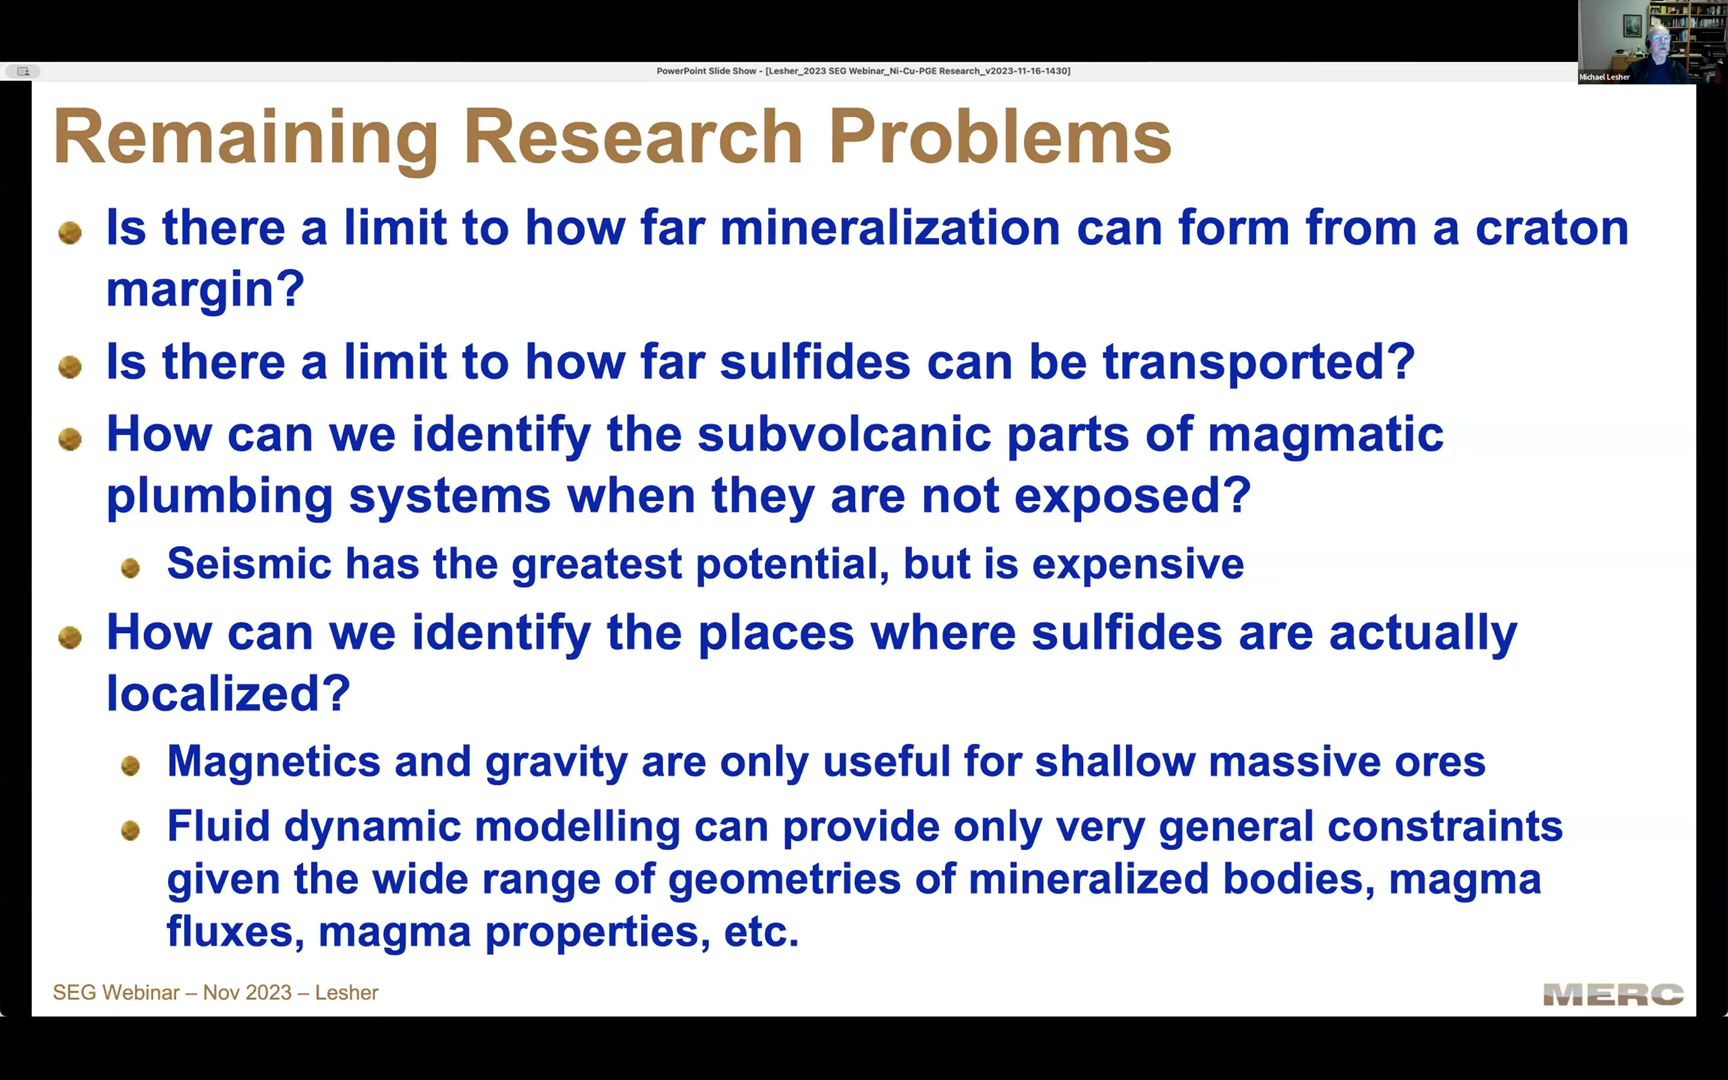 PowerPoint Slide Show - [Lesher_2023 SEG Webinar_Ni-Cu-PGE Research_v2023-11-16-1430]
Michael Lesher
Remaining Research Problems
Is there a limit to how far mineralization can form from a craton
margin?
Is there a limit to how far sulfides can be transported?
How can we identify the subvolcanic parts of magmatic
plumbing systems when they are not exposed?
Seismic has the greatest potential, but is expensive
How can we identify the places where sulfides are actually
localized?
Magnetics and gravity are only useful for shallow massive ores
Fluid dynamic modelling can provide only very general constraints
given the wide range of geometries of mineralized bodies, magma
fluxes, magma properties, etc.
SEG Webinar – Nov 2023 – Lesher
MERC